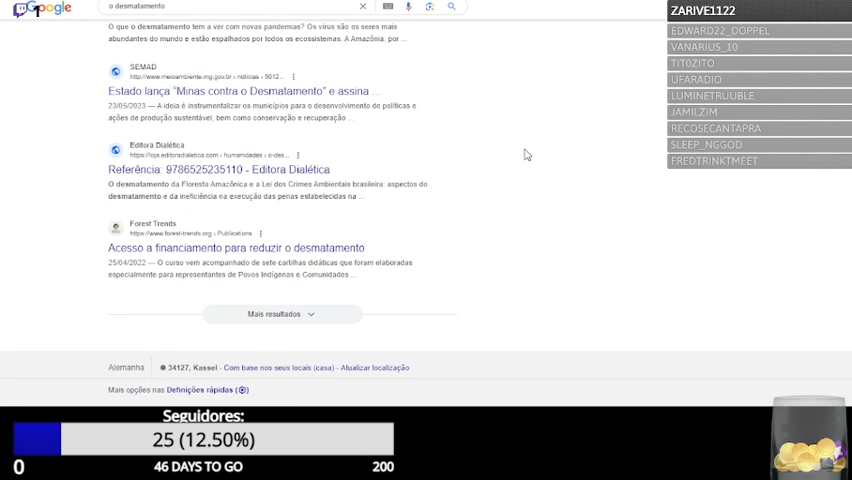 Google
o desmatamento
O que o desmatamento tem a ver com novas pandemias? Os vírus são os seres mais
abundantes do mundo e estão espalhados por todos os ecossistemas. A Amazônia, por ...
SEMAD
http://www.meioambiente.mg.gov.br › noticias › 5612...
Estado lança “Minas contra o Desmatamento” e assina ...
23/05/2023 — A ideia é instrumentalizar os municípios para o desenvolvimento de políticas e
ações de produção sustentável, bem como conservação e recuperação ...
Editora Dialética
https://loja.editoradialetica.com › humanidades › o-des...
Referência: 9786525235110 - Editora Dialética
O desmatamento da Floresta Amazônica e a Lei dos Crimes Ambientais brasileira: aspectos do
desmatamento e da ineficiência na execução das penas estabelecidas na ...
Forest Trends
https://www.forest-trends.org › Publications
Acesso a financiamento para reduzir o desmatamento
25/04/2022 — O curso vem acompanhado de sete cartilhas didáticas que foram elaboradas
especialmente para representantes de Povos Indígenas e Comunidades ...
Mais resultados
Alemanha
34127, Kassel - Com base nos seus locais (casa) - Atualizar localização
Mais opções nas Definições rápidas
ZARIVE1122
EDWARD22_DOPPEL
VANARIUS_10
TIT0ZITO
UFARADIO
LUMINETRUUBLE
JAMILZIM
RECOSECANTAPRA
SLEEP_NGGOD
FREDTRINKTMEET
Seguidores:
25 (12.50%)
0
46 DAYS TO GO
200